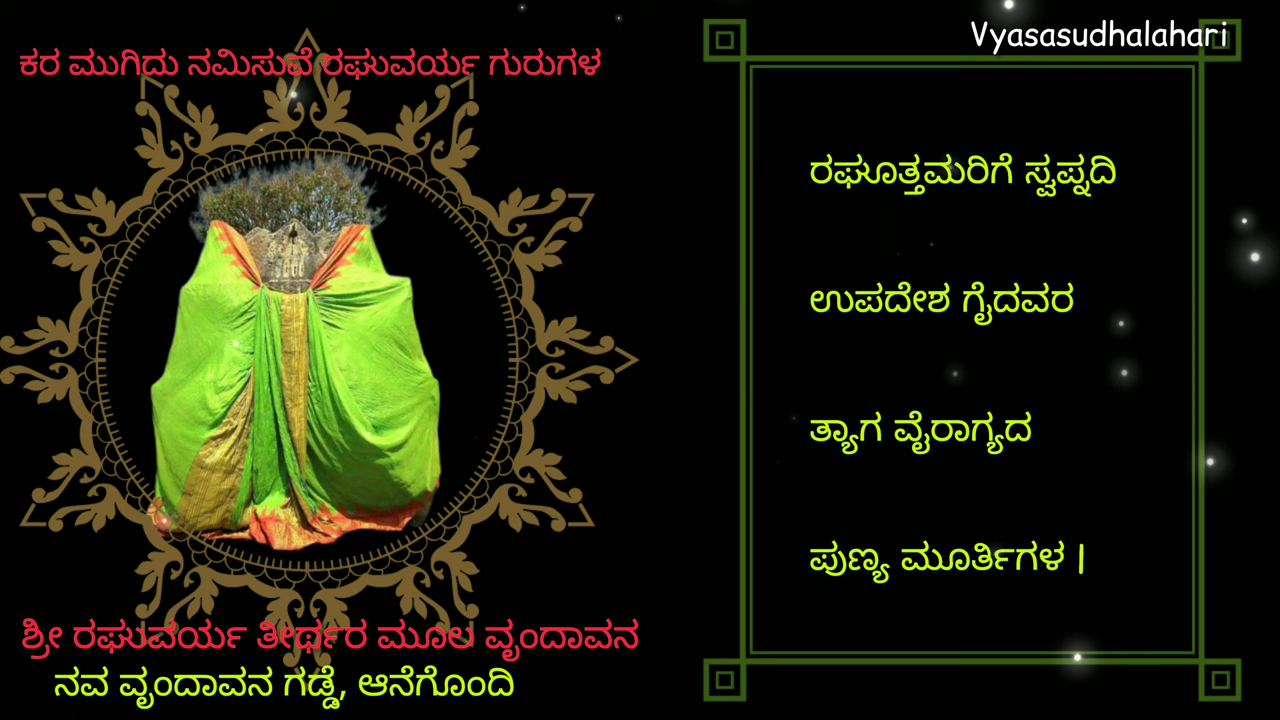 ಕರ ಮುಗಿದು ನಮಿಸುವೆ ರಘುವರ್ಯ ಗುರುಗಳ
ಶ್ರೀ ರಘುವರ್ಯ ತೀರ್ಥರ ಮೂಲ ವೃಂದಾವನ
ನವ ವೃಂದಾವನ ಗಡ್ಡೆ, ಆನೆಗೊಂದಿ
Vyasasudhalahari
ರಘೂತ್ತಮರಿಗೆ ಸ್ವಪ್ನದಿ
ಉಪದೇಶ ಗೈದವರ
ತ್ಯಾಗ ವೈರಾಗ್ಯದ
ಪುಣ್ಯ ಮೂರ್ತಿಗಳ |